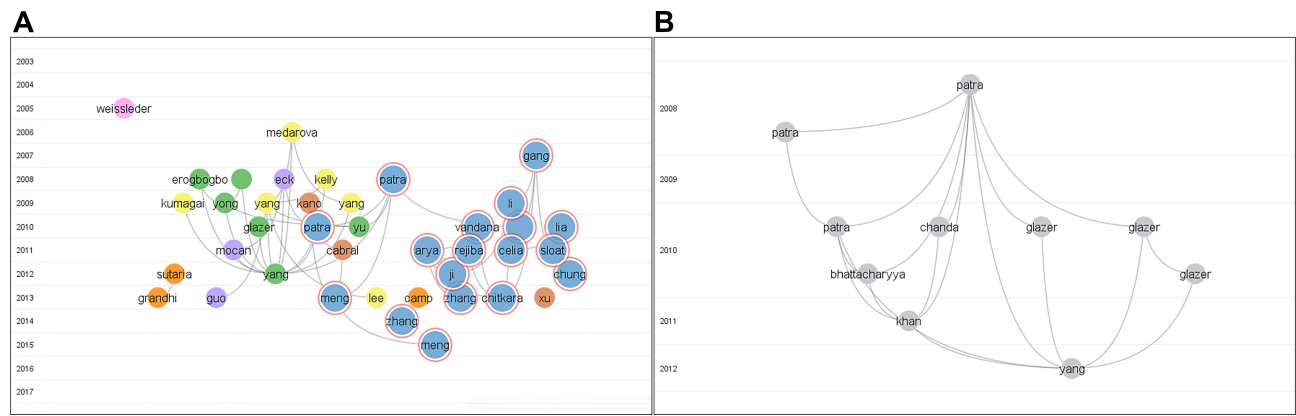 A
B
2003
2004
2005
weissleder
2006
medarova
2007
gang
2008
erogbogbo
eck
kelly
patra
2009
kumagai
yong
yang
kano
yang
li
2010
glazer
patra
yu
vandana
lia
2011
mocan
cabral
arya
rejiba
celia
sloat
2012
sutaria
yang
ji
chung
2013
grandhi
guo
meng
lee
camp
zhang
chitkara
xu
2014
zhang
2015
meng
2016
2017
patra
2008
patra
2009
patra
chanda
glazer
glazer
2010
bhattacharyya
glazer
2011
khan
2012
yang